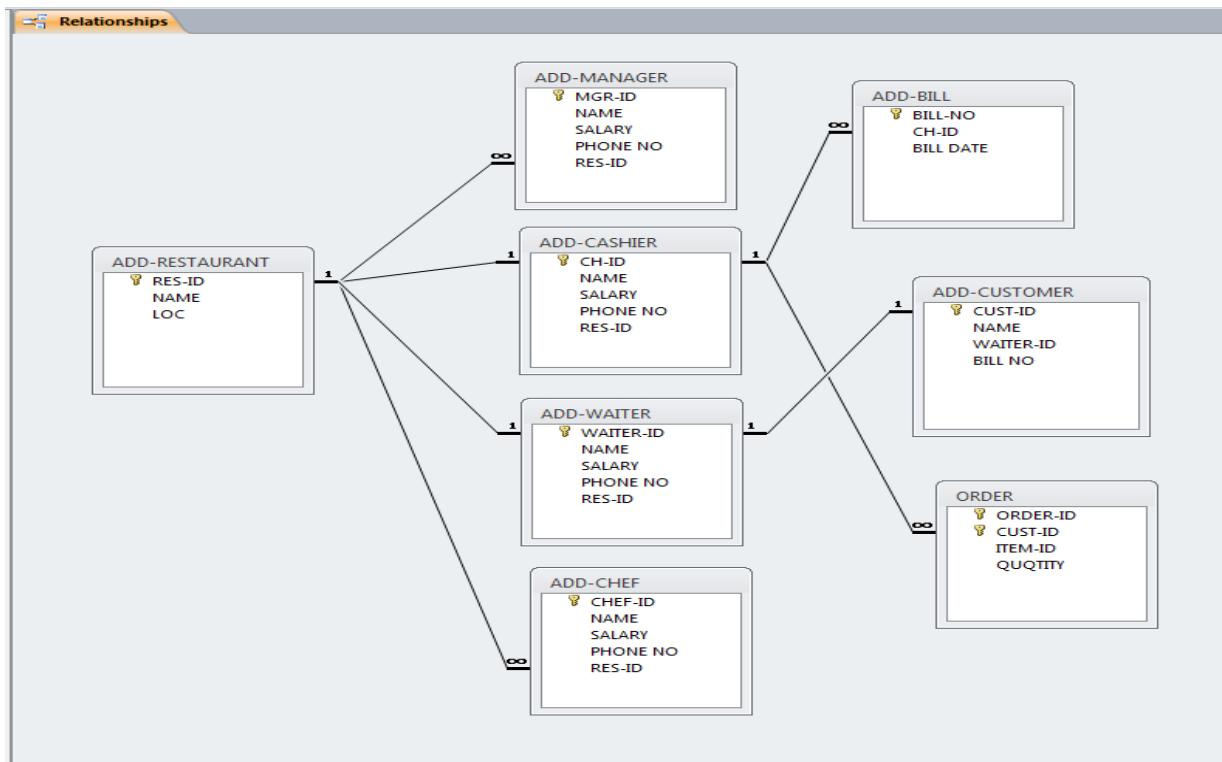 Relationships
ADD-MANAGER
MGR-ID
NAME
SALARY
PHONE NO
RES-ID
ADD-BILL
BILL-NO
CH-ID
BILL DATE
ADD-RESTAURANT
RES-ID
NAME
LOC
ADD-CASHIER
CH-ID
NAME
SALARY
PHONE NO
RES-ID
ADD-CUSTOMER
CUST-ID
NAME
WAITER-ID
BILL NO
ADD-WAITER
WAITER-ID
NAME
SALARY
PHONE NO
RES-ID
ORDER
ORDER-ID
CUST-ID
ITEM-ID
QUQTITY
ADD-CHEF
CHEF-ID
NAME
SALARY
PHONE NO
RES-ID
1
∞
1
1
∞
1
∞
∞
1
1